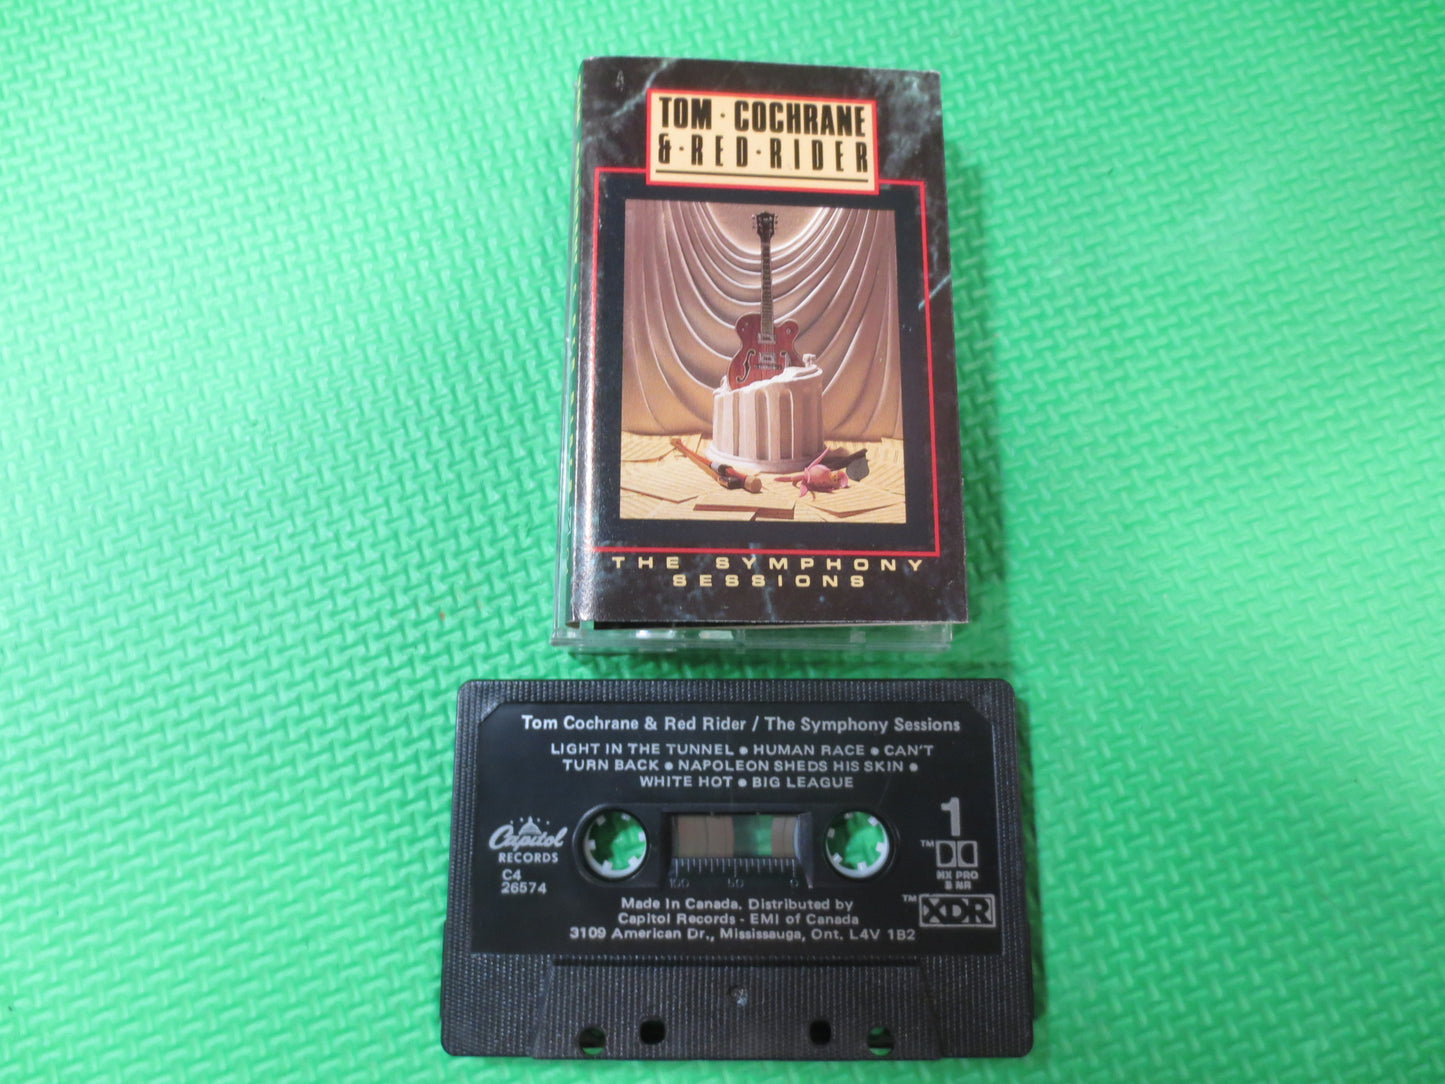 TOM · COCHRANE
& · RED · RIDER
THE SYMPHONY
SESSIONS
Tom Cochrane & Red Rider / The Symphony Sessions
LIGHT IN THE TUNNEL • HUMAN RACE • CAN'T
TURN BACK • NAPOLEON SHEDS HIS SKIN •
WHITE HOT • BIG LEAGUE
Capitol
RECORDS
C4
26574
1
TM
HX PRO
B NR
TM XDR
100 50 0
Made In Canada. Distributed by
Capitol Records - EMI of Canada
3109 American Dr., Mississauga, Ont. L4V 1B2